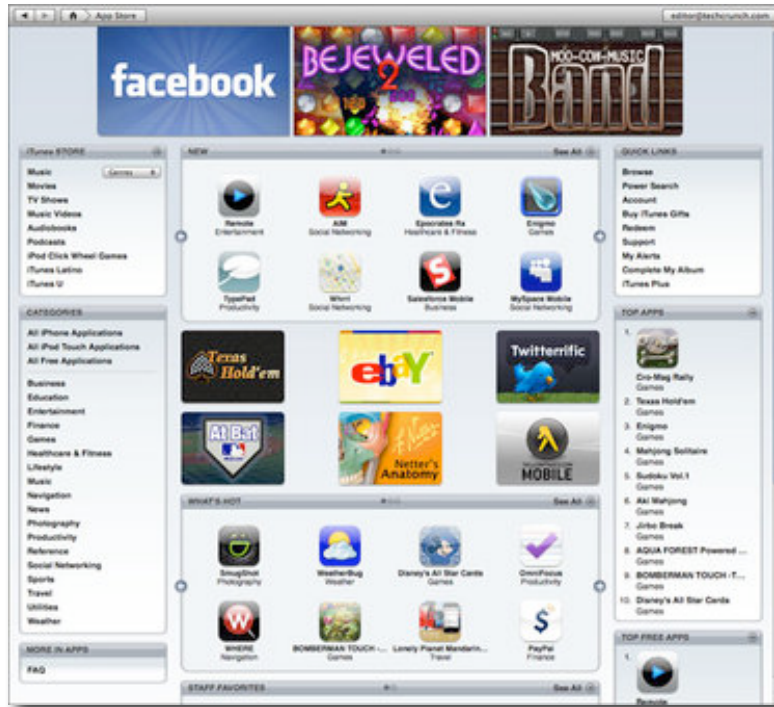 App Store
editor@techcrunch.com
facebook
BEJEWELED
2
MOO-COW-MUSIC
Band
iTunes STORE
Music
Genres
Movies
TV Shows
Music Videos
Audiobooks
Podcasts
iPod Click Wheel Games
iTunes Latino
iTunes U
CATEGORIES
All iPhone Applications
All iPod Touch Applications
All Free Applications
Business
Education
Entertainment
Finance
Games
Healthcare & Fitness
Lifestyle
Music
Navigation
News
Photography
Productivity
Reference
Social Networking
Sports
Travel
Utilities
Weather
MORE IN APPS
FAQ
NEW
See All
Remote
Entertainment
AIM
Social Networking
Epocrates Rx
Healthcare & Fitness
Enigmo
Games
TypePad
Productivity
Whrrl
Social Networking
Salesforce Mobile
Business
MySpace Mobile
Social Networking
Texas
Hold'em
ebaY
Twitterrific
At Bat
Netter's
Anatomy
MOBILE
WHAT'S HOT
See All
SmugShot
Photography
WeatherBug
Weather
Disney's All Star Cards
Games
OmniFocus
Productivity
WHERE
Navigation
BOMBERMAN TOUCH -...
Games
Lonely Planet Mandarin...
Travel
PayPal
Finance
STAFF FAVORITES
See All
QUICK LINKS
Browse
Power Search
Account
Buy iTunes Gifts
Redeem
Support
My Alerts
Complete My Album
iTunes Plus
TOP APPS
1.
Cro-Mag Rally
Games
2. Texas Hold'em
Games
3. Enigmo
Games
4. Mahjong Solitaire
Games
5. Sudoku Vol.1
Games
6. Aki Mahjong
Games
7. Jirbo Break
Games
8. AQUA FOREST Powered ...
Games
9. BOMBERMAN TOUCH -T...
Games
10. Disney's All Star Cards
Games
TOP FREE APPS
1.
Remote